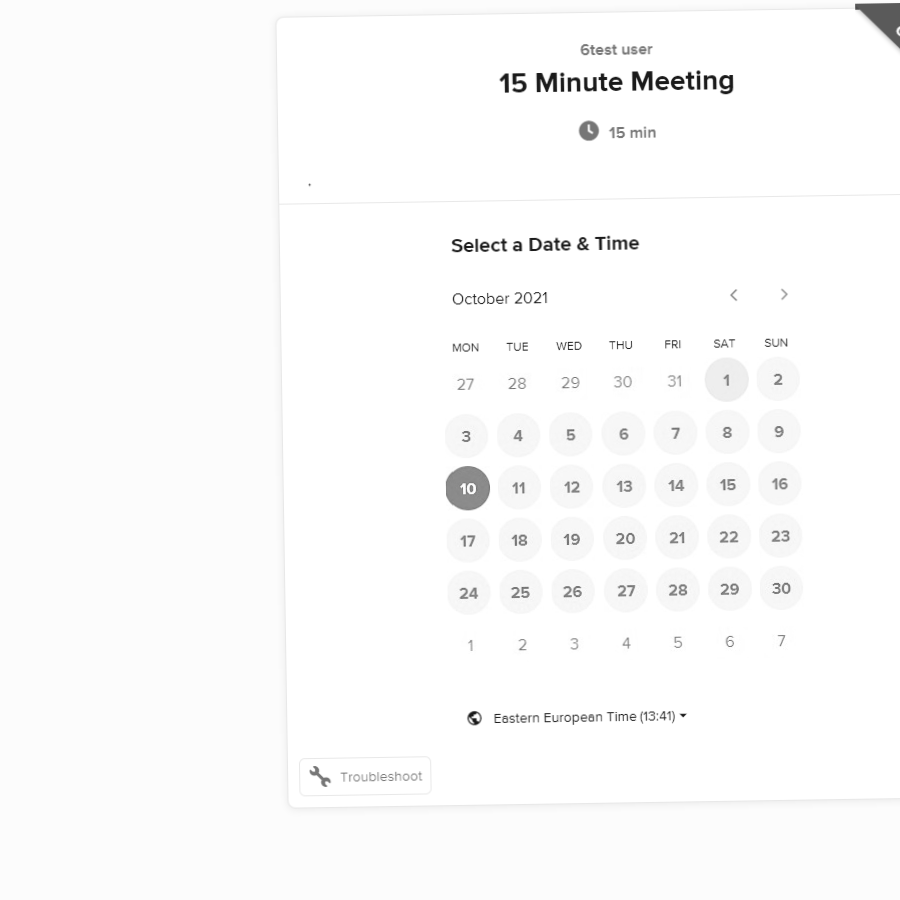 6test user
15 Minute Meeting
15 min
.
Select a Date & Time
October 2021
MON TUE WED THU FRI SAT SUN
27 28 29 30 31 1 2
3 4 5 6 7 8 9
10 11 12 13 14 15 16
17 18 19 20 21 22 23
24 25 26 27 28 29 30
1 2 3 4 5 6 7
Eastern European Time (13:41)
Troubleshoot